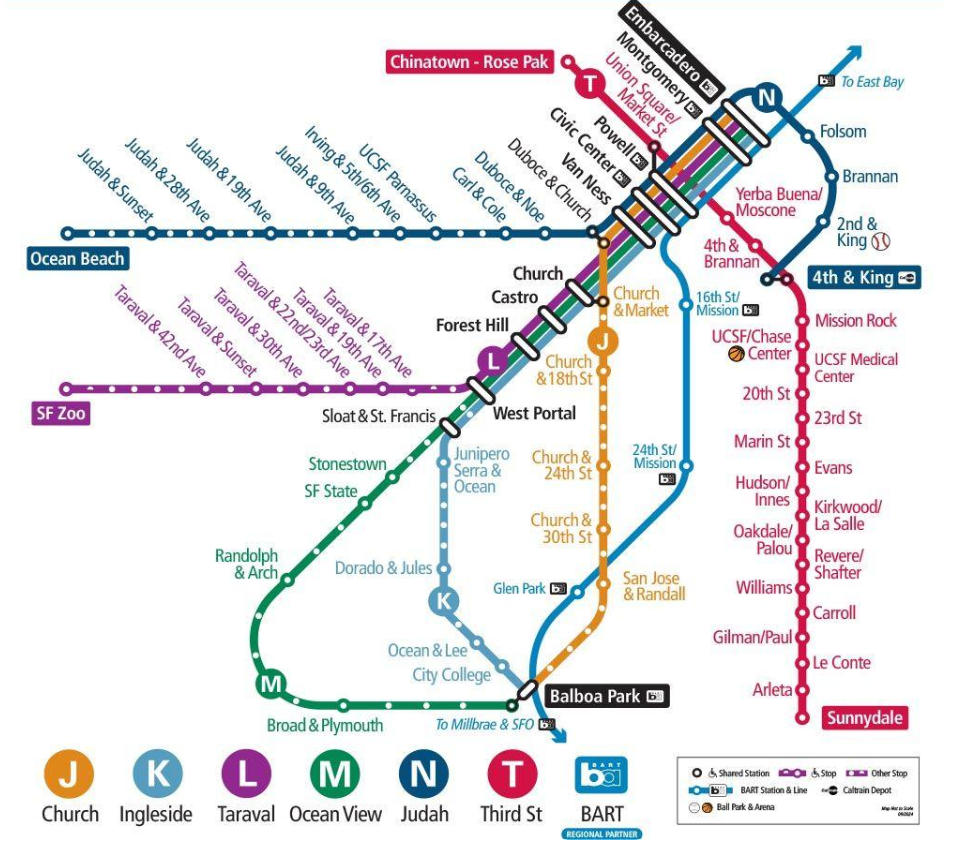 Embarcadero
Montgomery
Union Square/
Market St
Powell
Civic Center
Van Ness
Duboce & Church
Chinatown - Rose Pak
T
N
To East Bay
Folsom
Brannan
2nd &
King
4th & King
Yerba Buena/
Moscone
4th &
Brannan
Judah & Sunset
Judah & 28th Ave
Judah & 19th Ave
Judah & 9th Ave
Irving & 5th/6th Ave
UCSF Parnassus
Carl & Cole
Duboce & Noe
Ocean Beach
Church
Castro
Forest Hill
L
West Portal
Taraval & 42nd Ave
Taraval & Sunset
Taraval & 30th Ave
Taraval & 22nd/23rd Ave
Taraval & 19th Ave
Taraval & 17th Ave
SF Zoo
Sloat & St. Francis
Stonestown
SF State
Randolph
& Arch
M
Broad & Plymouth
Junipero
Serra &
Ocean
Dorado & Jules
K
Ocean & Lee
City College
Church
& Market
J
Church
& 18th St
Church &
24th St
Church &
30th St
San Jose
& Randall
16th St/
Mission
24th St/
Mission
Glen Park
Balboa Park
To Millbrae & SFO
Mission Rock
UCSF/Chase
Center
UCSF Medical
Center
20th St
23rd St
Marin St
Evans
Hudson/
Innes
Kirkwood/
La Salle
Oakdale/
Palou
Revere/
Shafter
Williams
Carroll
Gilman/Paul
Le Conte
Arleta
Sunnydale
J
Church
K
Ingleside
L
Taraval
M
Ocean View
N
Judah
T
Third St
BART
ba
BART
REGIONAL PARTNER
Shared Station
Stop
Other Stop
BART Station & Line
Caltrain Depot
Ball Park & Arena
Map Not to Scale